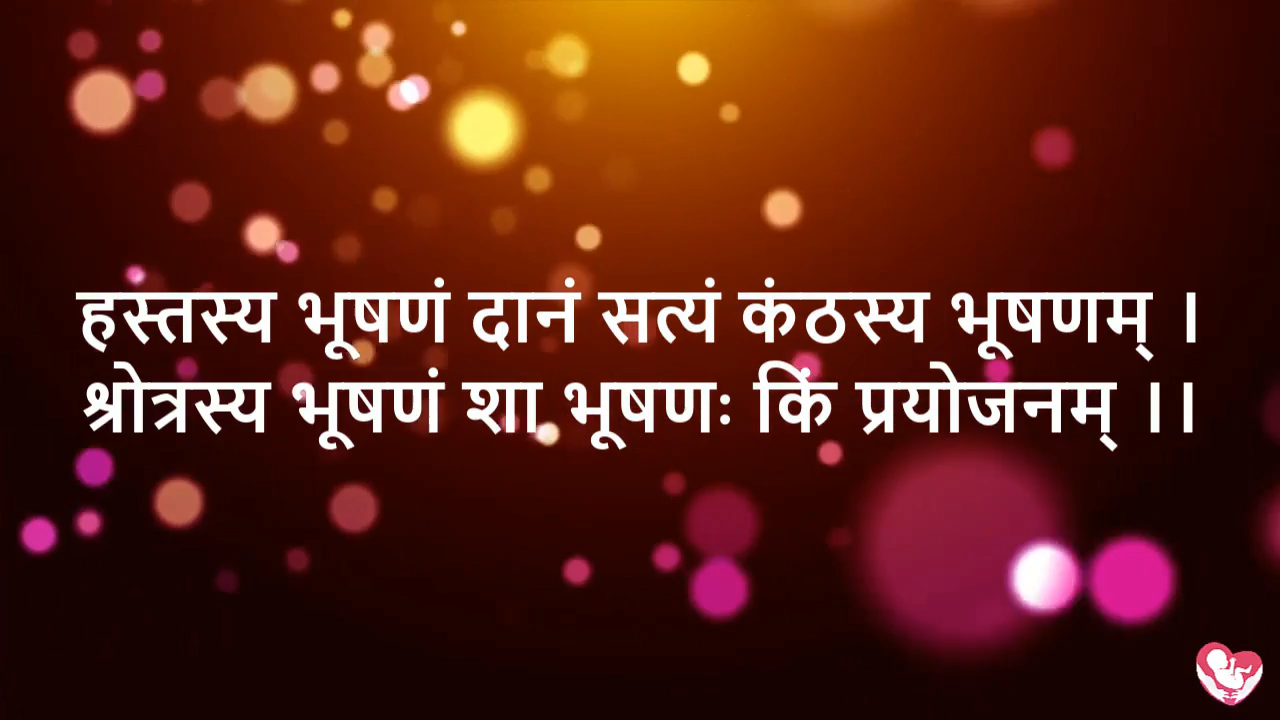 हस्तस्य भूषणं दानं सत्यं कंठस्य भूषणम् ।
श्रोत्रस्य भूषणं शा भूषणः किं प्रयोजनम् ।।